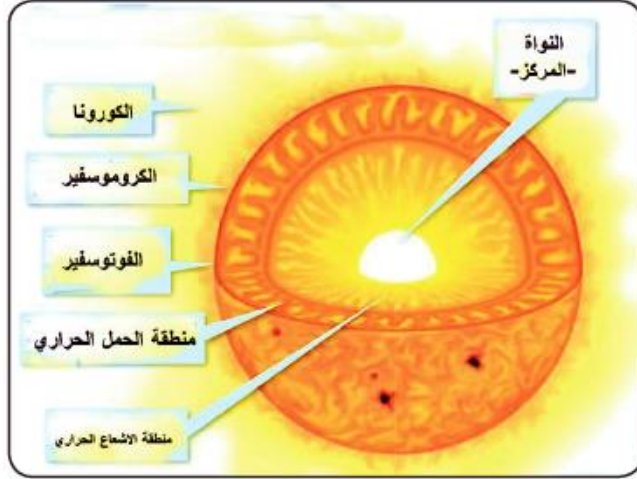 النواة
-المركز-
الكورونا
الكروموسفير
الفوتوسفير
منطقة الحمل الحراري
منطقة الاشعاع الحراري